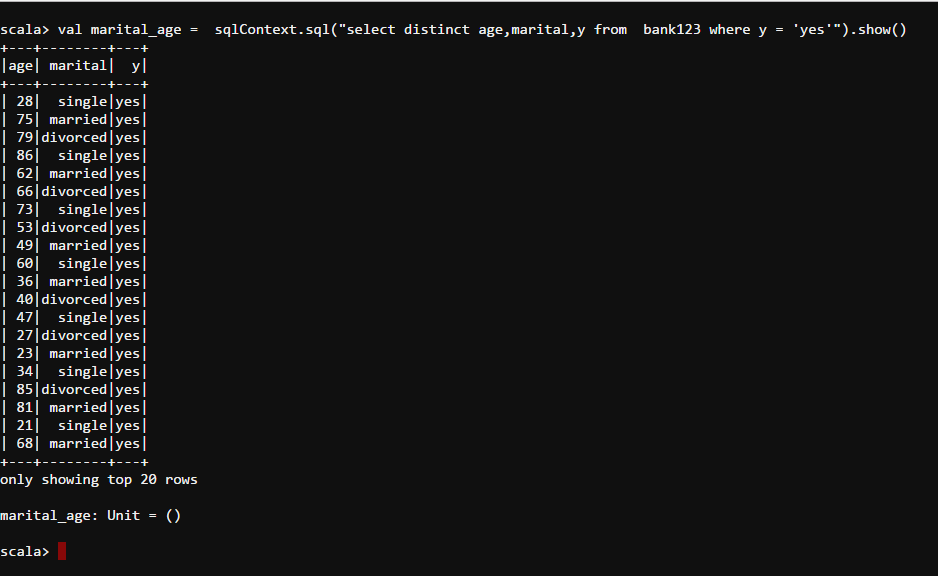 scala> val marital_age =  sqlContext.sql("select distinct age,marital,y from  bank123 where y = 'yes'").show()
+---+--------+---+
|age| marital|  y|
+---+--------+---+
| 28|  single|yes|
| 75| married|yes|
| 79|divorced|yes|
| 86|  single|yes|
| 62| married|yes|
| 66|divorced|yes|
| 73|  single|yes|
| 53|divorced|yes|
| 49| married|yes|
| 60|  single|yes|
| 36| married|yes|
| 40|divorced|yes|
| 47|  single|yes|
| 27|divorced|yes|
| 23| married|yes|
| 34|  single|yes|
| 85|divorced|yes|
| 81| married|yes|
| 21|  single|yes|
| 68| married|yes|
+---+--------+---+
only showing top 20 rows
marital_age: Unit = ()
scala>